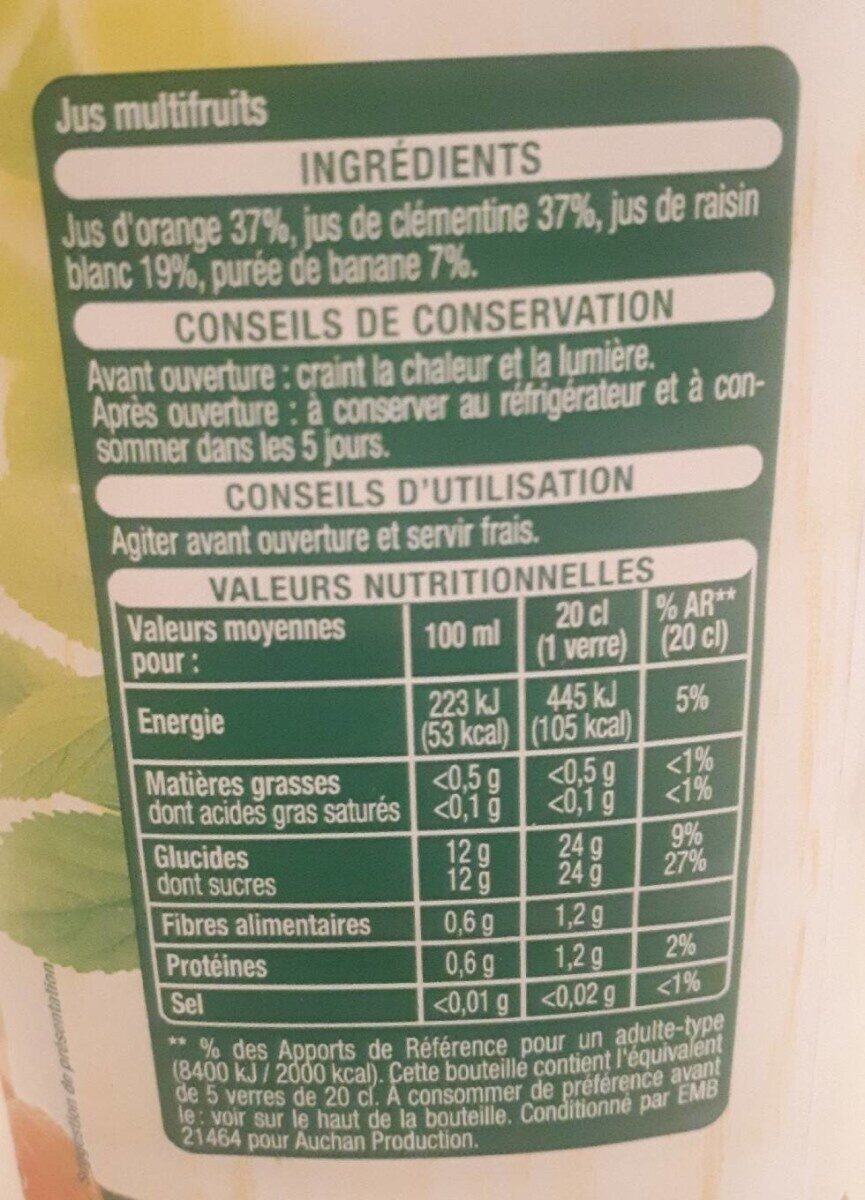 Jus multifruits
INGRÉDIENTS
Jus d'orange 37%, jus de clémentine 37%, jus de raisin
blanc 19%, purée de banane 7%.
CONSEILS DE CONSERVATION
Avant ouverture : craint la chaleur et la lumière.
Après ouverture : à conserver au réfrigérateur et à con-
sommer dans les 5 jours.
CONSEILS D'UTILISATION
Agiter avant ouverture et servir frais.
VALEURS NUTRITIONNELLES
Valeurs moyennes pour : 100 ml 20 cl (1 verre) % AR** (20 cl)
Energie 223 kJ (53 kcal) 445 kJ (105 kcal) 5%
Matières grasses <0,5 g <0,5 g <1%
dont acides gras saturés <0,1 g <0,1 g <1%
Glucides 12 g 24 g 9%
dont sucres 12 g 24 g 27%
Fibres alimentaires 0,6 g 1,2 g
Protéines 0,6 g 1,2 g 2%
Sel <0,01 g <0,02 g <1%
** % des Apports de Référence pour un adulte-type
(8400 kJ / 2000 kcal). Cette bouteille contient l'équivalent
de 5 verres de 20 cl. A consommer de préférence avant
le : voir sur le haut de la bouteille. Conditionné par EMB
21464 pour Auchan Production.
Suggestion de présentation